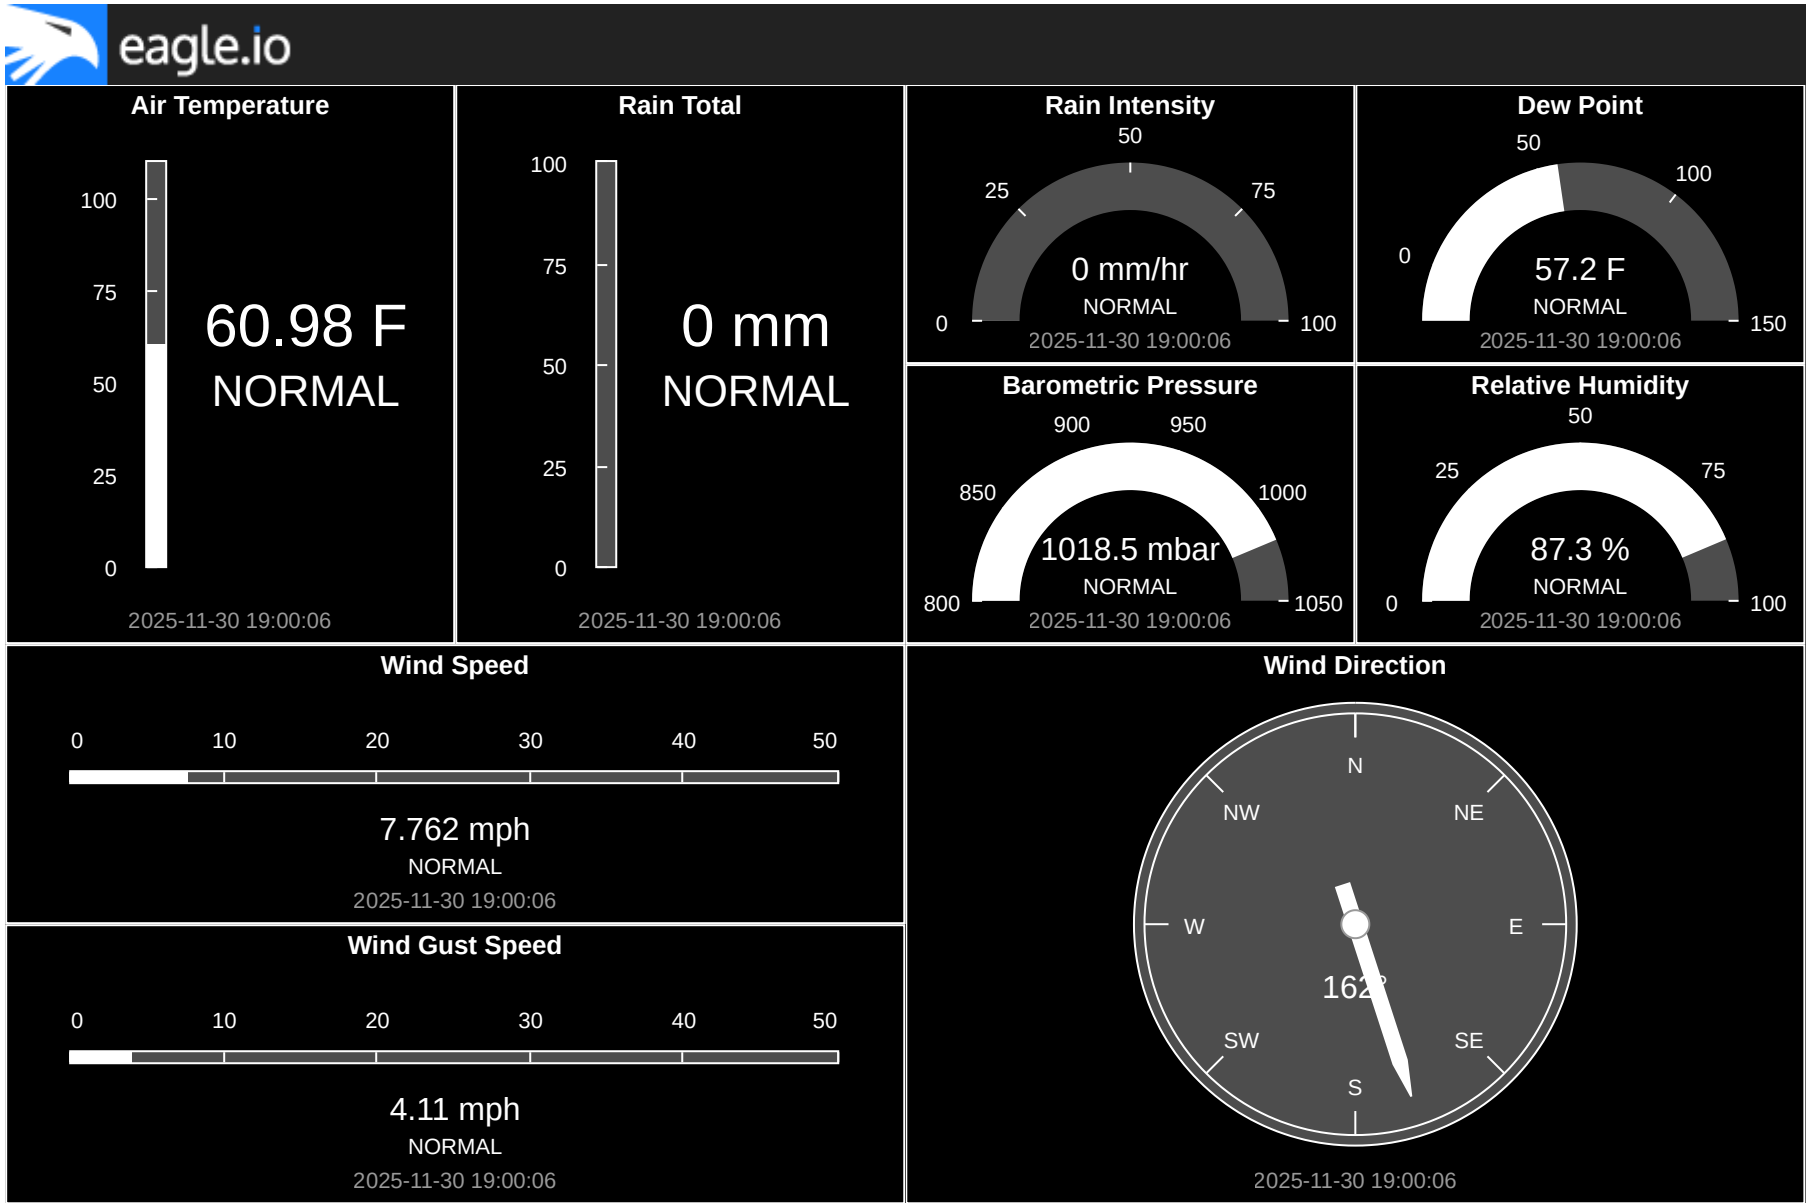 eagle.io
Air Temperature
100
75
50
25
0
60.98 F
NORMAL
2025-11-30 19:00:06
Rain Total
100
75
50
25
0
0 mm
NORMAL
2025-11-30 19:00:06
Rain Intensity
50
25
75
0
100
0 mm/hr
NORMAL
2025-11-30 19:00:06
Dew Point
50
100
0
150
57.2 F
NORMAL
2025-11-30 19:00:06
Barometric Pressure
900
950
850
1000
800
1050
1018.5 mbar
NORMAL
2025-11-30 19:00:06
Relative Humidity
50
25
75
0
100
87.3 %
NORMAL
2025-11-30 19:00:06
Wind Speed
0 10 20 30 40 50
7.762 mph
NORMAL
2025-11-30 19:00:06
Wind Gust Speed
0 10 20 30 40 50
4.11 mph
NORMAL
2025-11-30 19:00:06
Wind Direction
N
NW NE
W E
162°
SW SE
S
2025-11-30 19:00:06